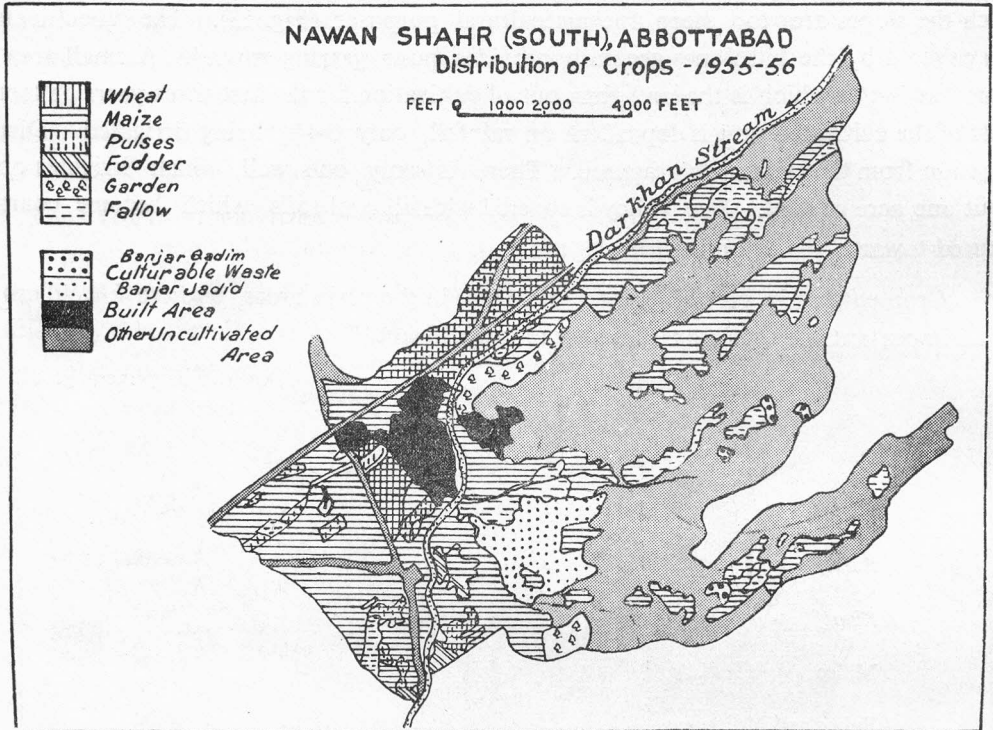 NAWAN SHAHR (SOUTH), ABBOTTABAD
Distribution of Crops - 1955-56
FEET 0 1000 2000 4000 FEET
Wheat
Maize
Pulses
Fodder
Garden
Fallow
Banjar Qadim
Culturable Waste
Banjar Jadid
Built Area
Other Uncultivated
Area
Darkhan Stream